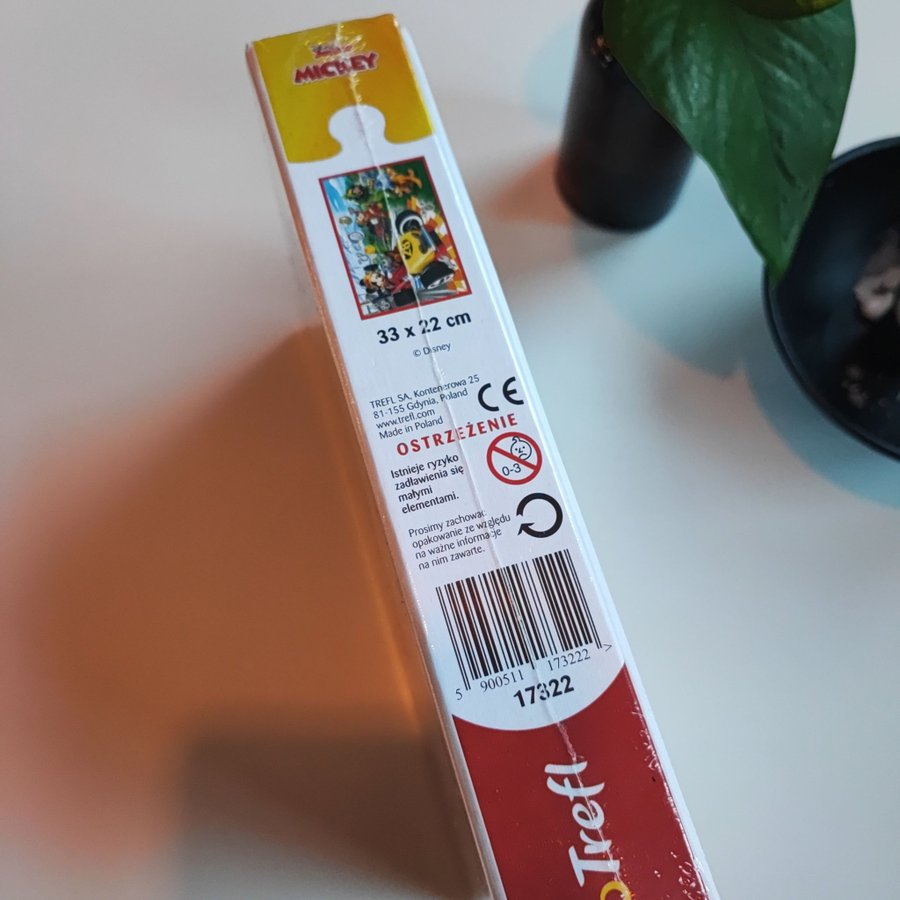 MICKEY
33 x 22 cm
© Disney
TREFL SA, Kontenerowa 25
81-155 Gdynia, Poland
www.trefl.com
Made in Poland
CE
OSTRZEŻENIE
Istnieje ryzyko
zadławienia się
małymi
elementami.
0-3
Prosimy zachować
opakowanie ze względu
na ważne informacje
na nim zawarte.
5 900511 173222 >
17322
Trefl